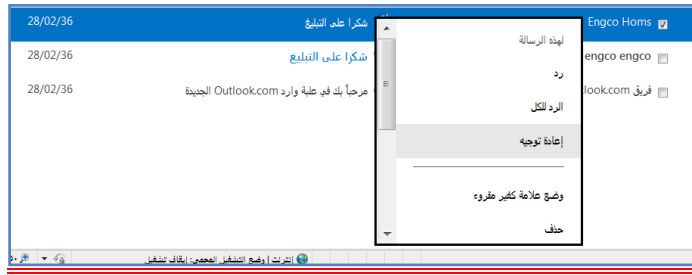 Engco Homs شكرا على التبليغ 28/02/36
engco engco شكرا على التبليغ 28/02/36
فريق look.com مرحباً بك في علبة وارد Outlook.com الجديدة 28/02/36
لهذه الرسالة
رد
الرد للكل
إعادة توجيه
وضع علامة كغير مقروء
حذف
إنترنت | وضع التشغيل المحمي: إيقاف تشغيل